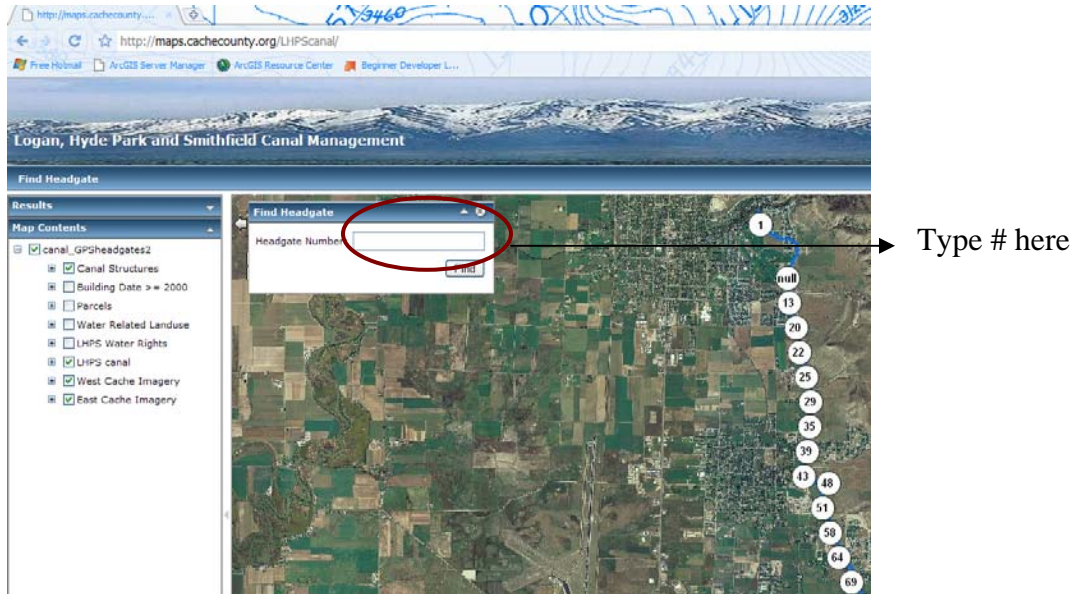 http://maps.cachecounty....
3460
http://maps.cachecounty.org/LHPScanal/
Free Hotmail ArcGIS Server Manager ArcGIS Resource Center Beginner Developer L...
Logan, Hyde Park and Smithfield Canal Management
Find Headgate
Results
Map Contents
canal_GPSheadgates2
Canal Structures
Building Date >= 2000
Parcels
Water Related Landuse
LHPS Water Rights
LHPS canal
West Cache Imagery
East Cache Imagery
Find Headgate
Headgate Number
Find
Type # here
1
null
13
20
22
25
29
35
39
43
48
51
58
64
69